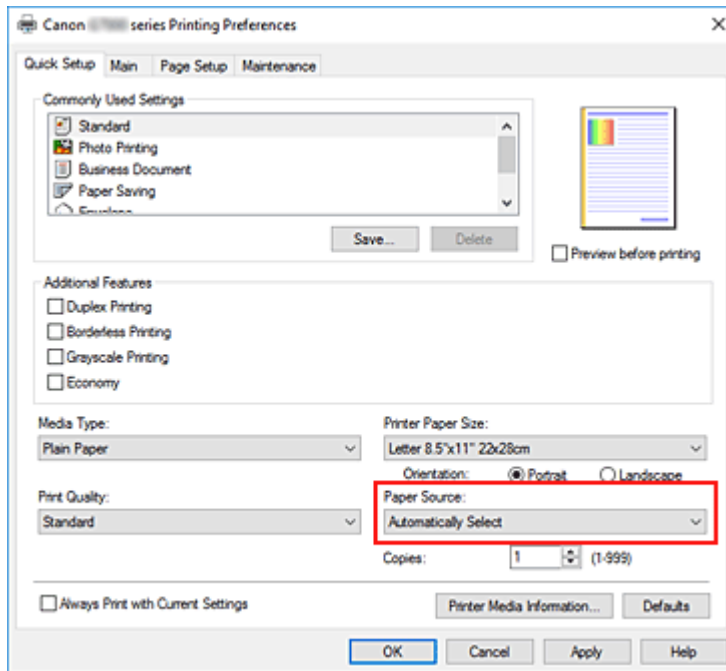 Canon series Printing Preferences
Quick Setup Main Page Setup Maintenance
Commonly Used Settings
Standard
Photo Printing
Business Document
Paper Saving
Envelope
Save... Delete
Preview before printing
Additional Features
Duplex Printing
Borderless Printing
Grayscale Printing
Economy
Media Type: Printer Paper Size:
Plain Paper Letter 8.5"x11" 22x28cm
Orientation: Portrait Landscape
Print Quality: Paper Source:
Standard Automatically Select
Copies: 1 (1-999)
Always Print with Current Settings Printer Media Information... Defaults
OK Cancel Apply Help